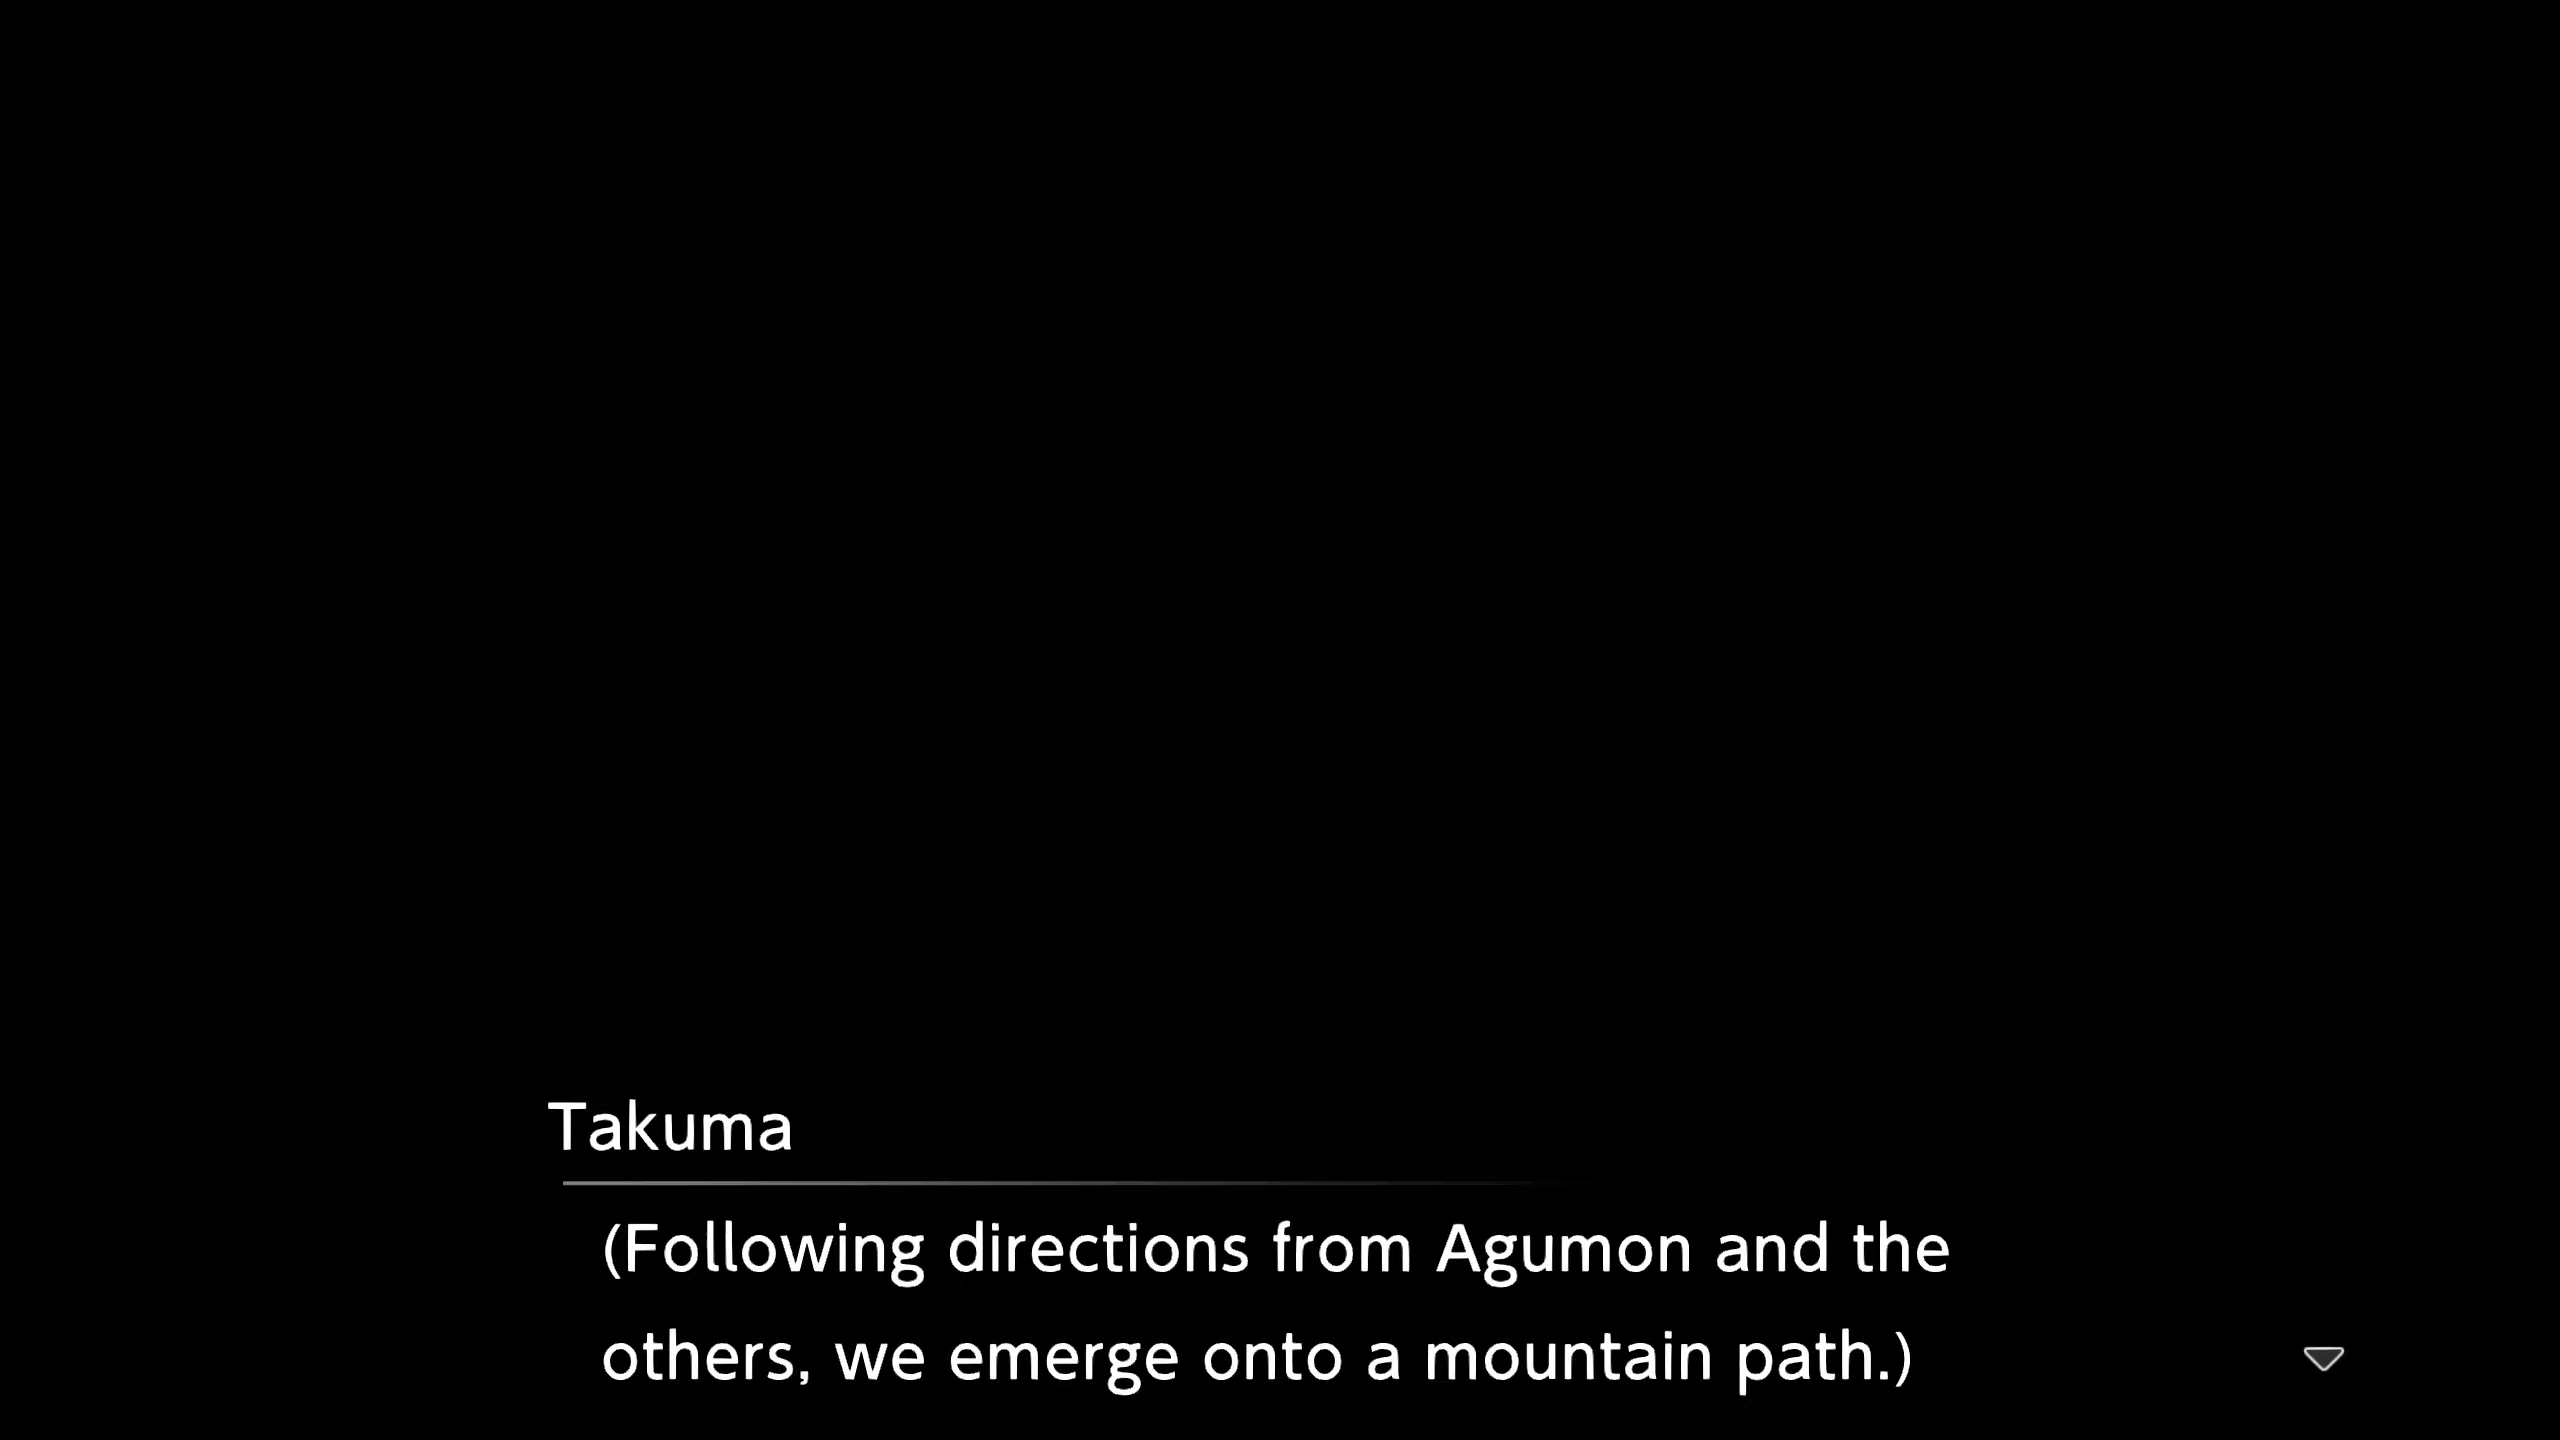 Takuma
(Following directions from Agumon and the
others, we emerge onto a mountain path.)